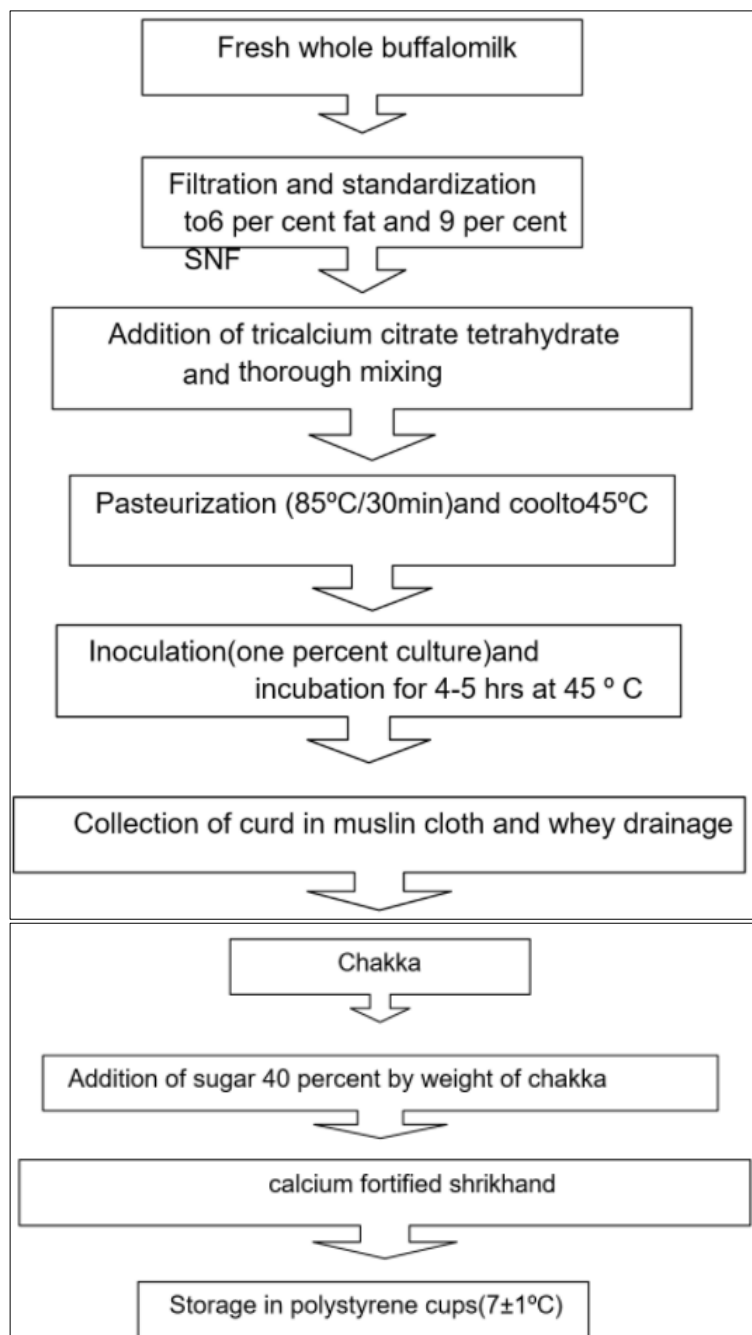 Fresh whole buffalomilk
Filtration and standardization
to6 per cent fat and 9 per cent
SNF
Addition of tricalcium citrate tetrahydrate
and thorough mixing
Pasteurization (85ºC/30min)and coolto45ºC
Inoculation(one percent culture)and
incubation for 4-5 hrs at 45 º C
Collection of curd in muslin cloth and whey drainage
Chakka
Addition of sugar 40 percent by weight of chakka
calcium fortified shrikhand
Storage in polystyrene cups(7±1ºC)